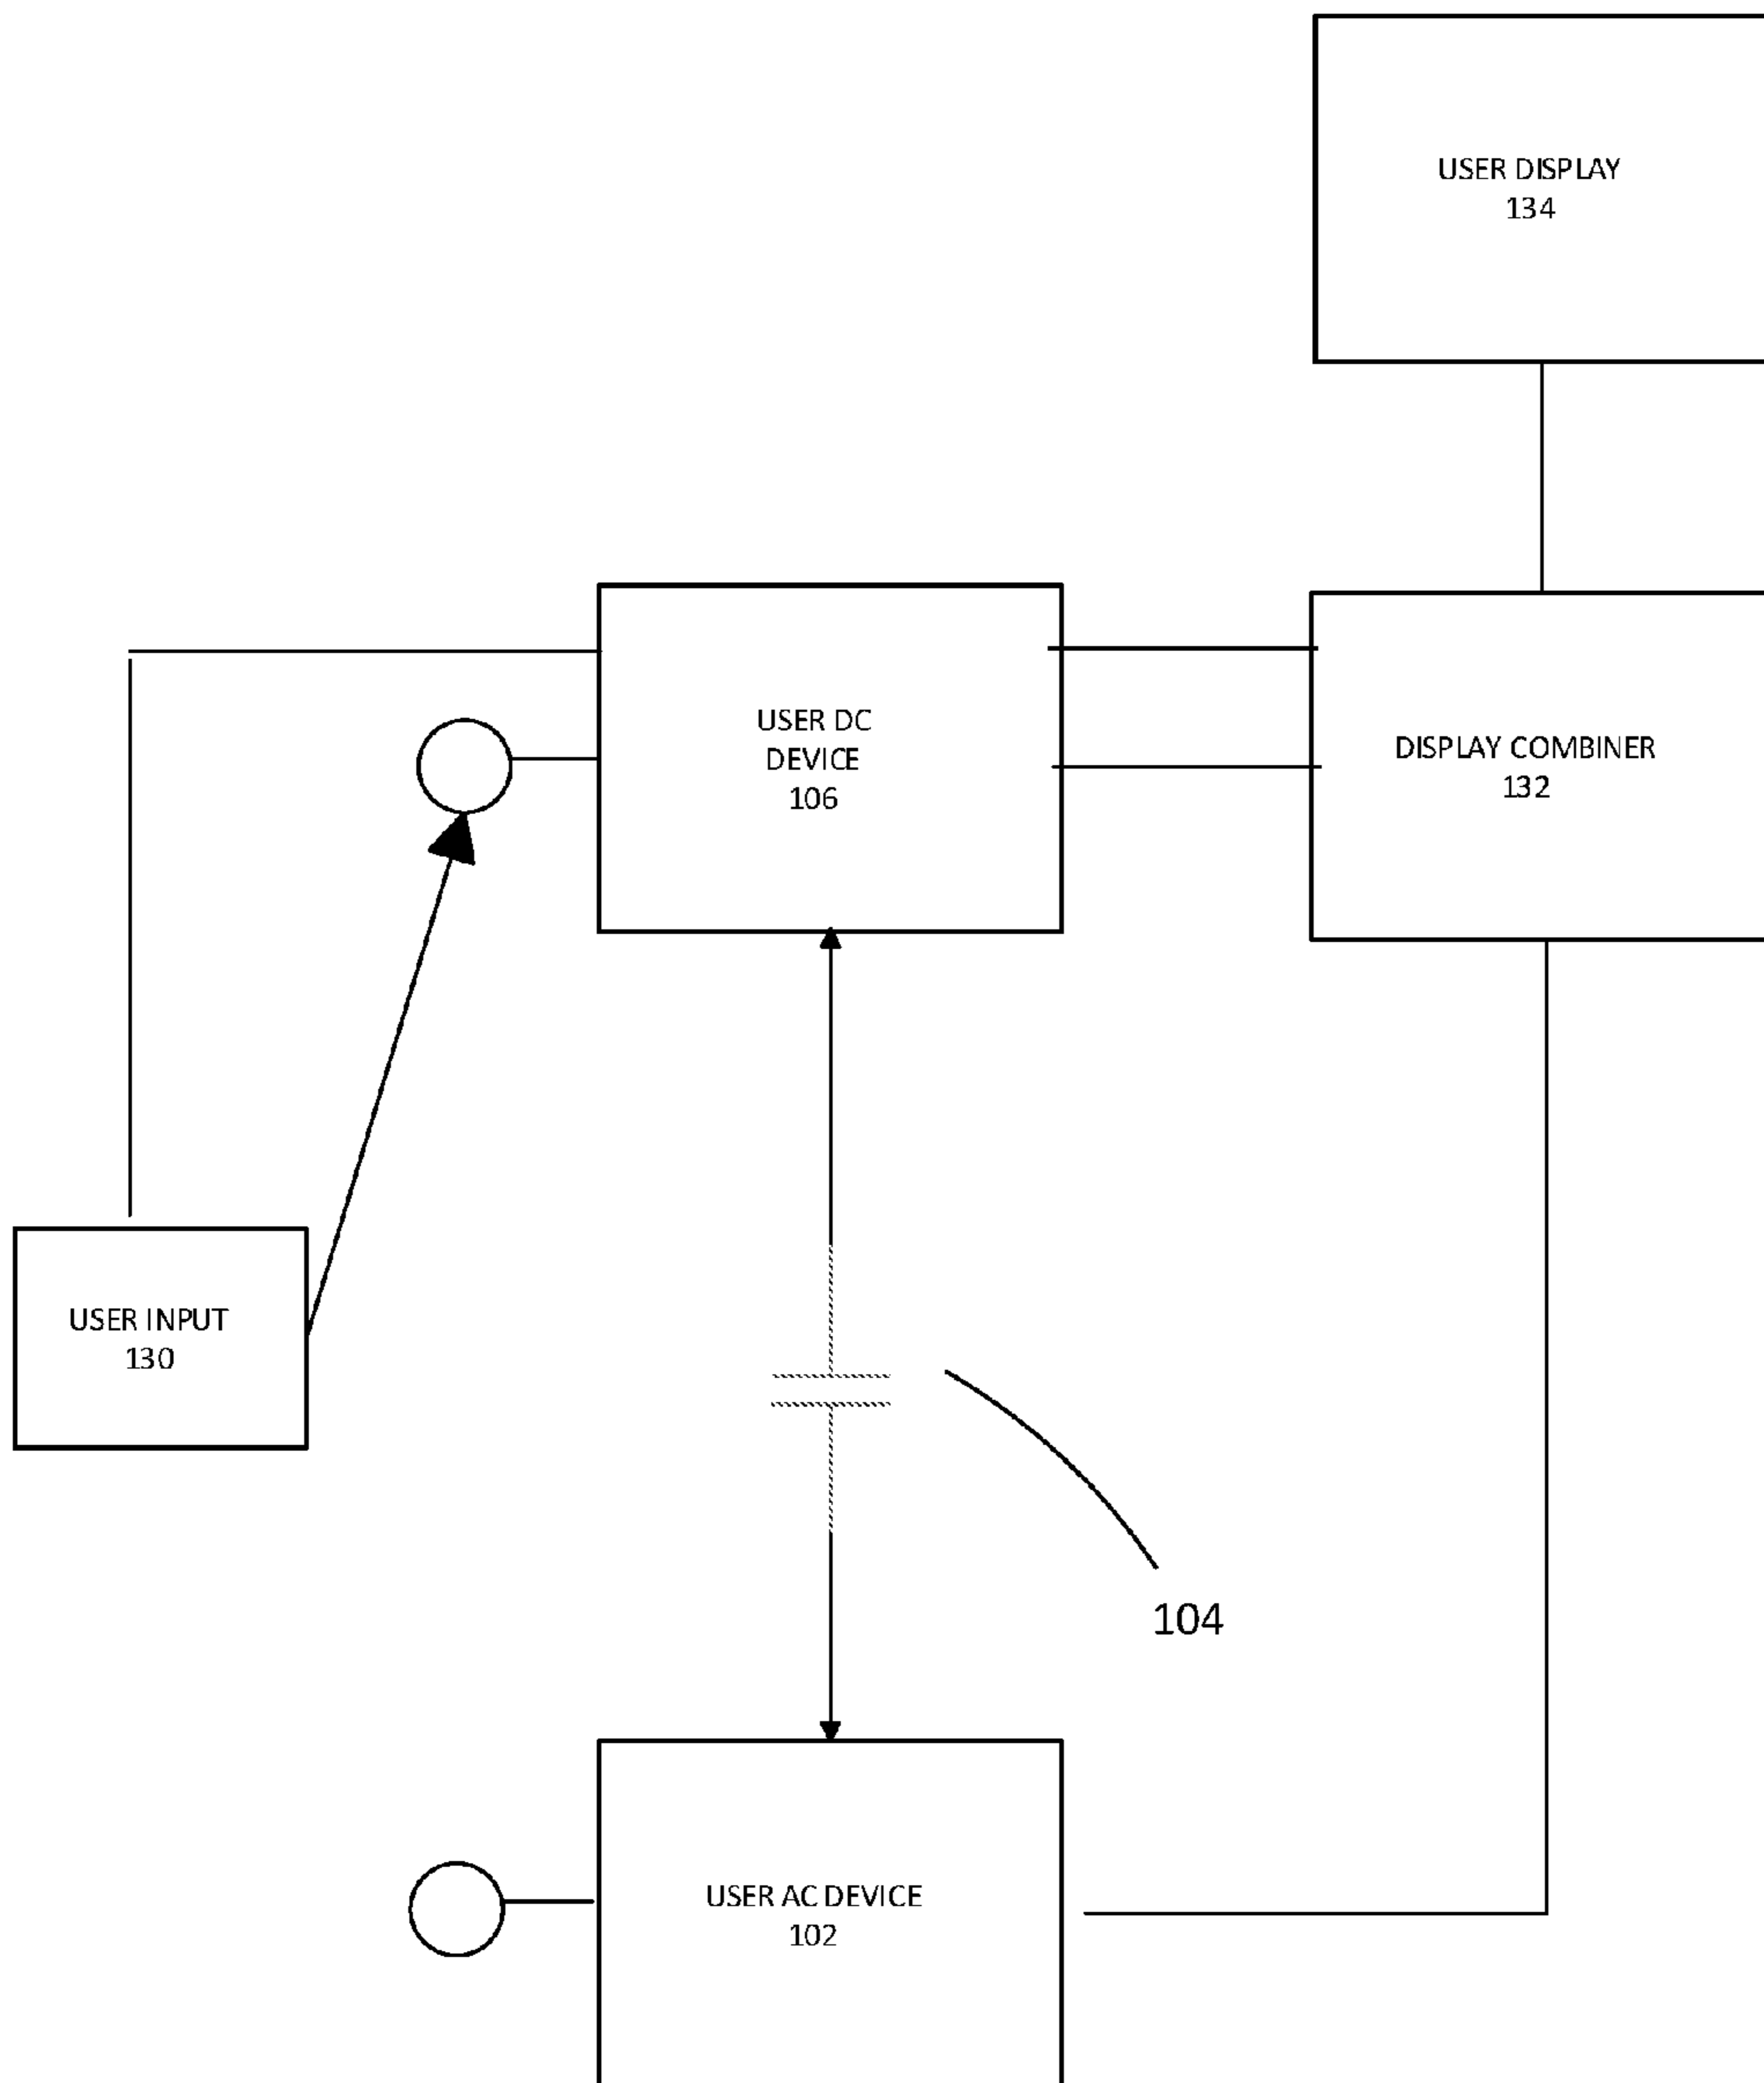 USER DISPLAY
134
USER DC
DEVICE
106
DISPLAY COMBINER
132
USER INPUT
130
104
USER AC DEVICE
102